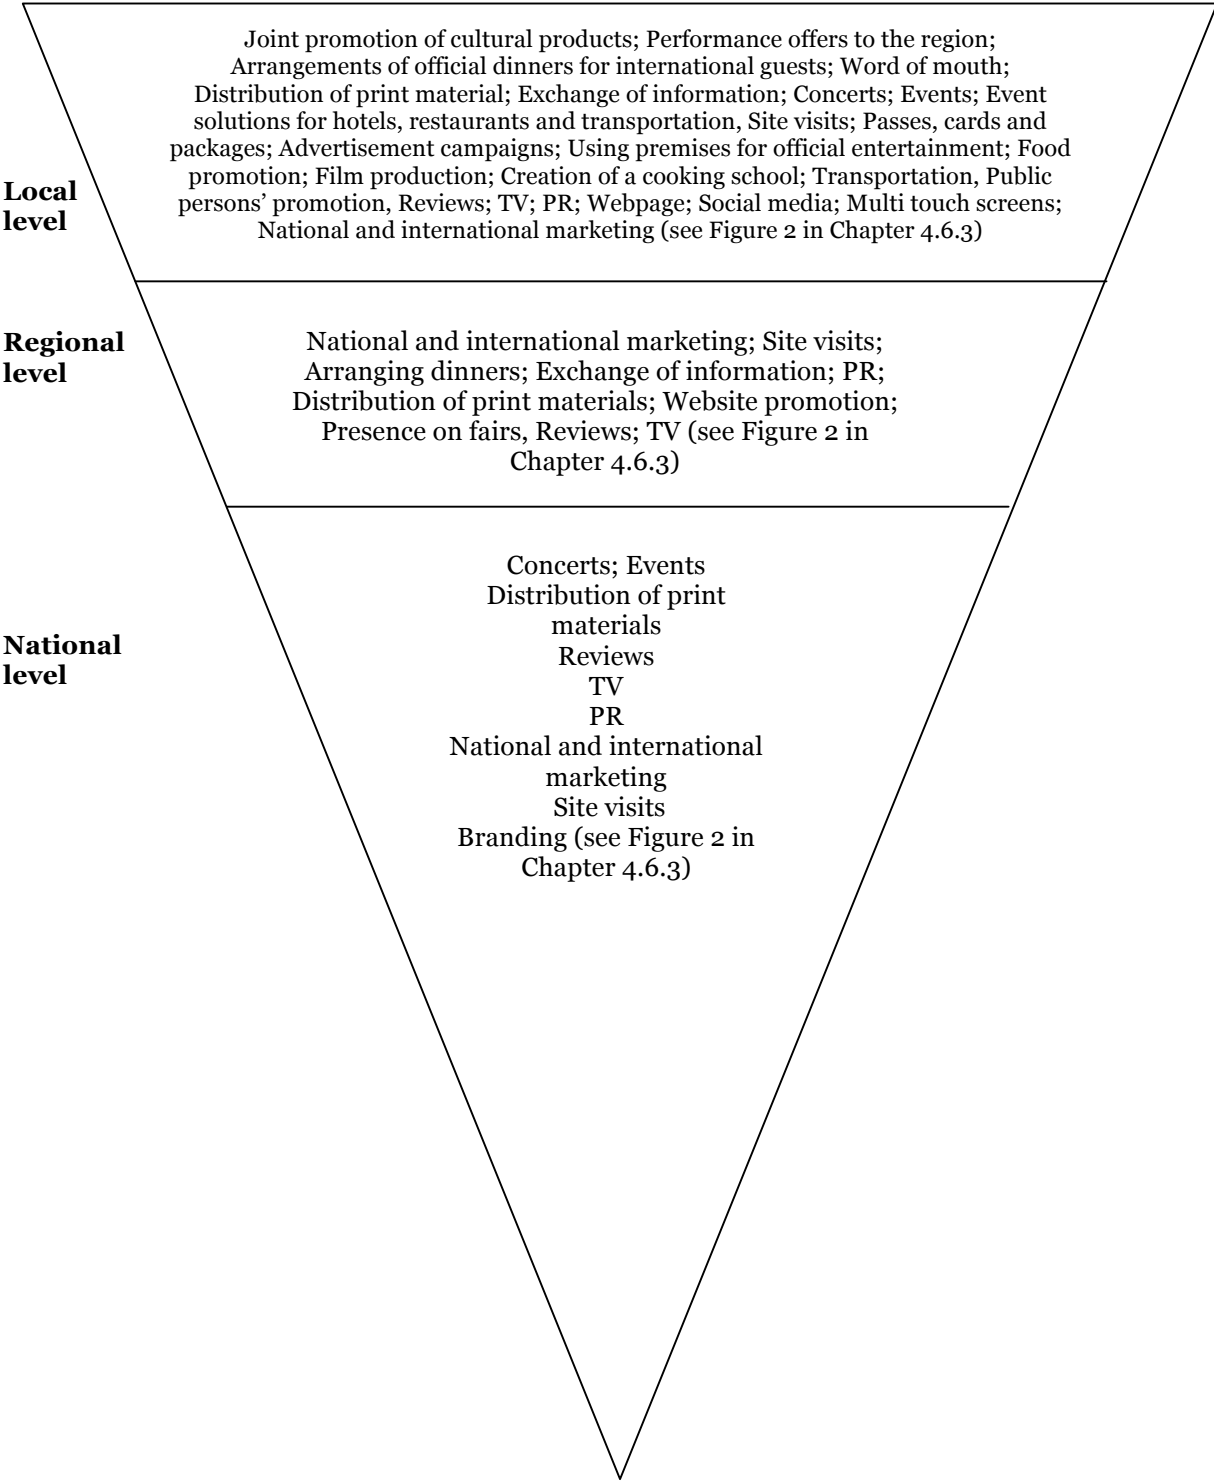 Joint promotion of cultural products; Performance offers to the region;
Arrangements of official dinners for international guests; Word of mouth;
Distribution of print material; Exchange of information; Concerts; Events; Event
solutions for hotels, restaurants and transportation, Site visits; Passes, cards and
packages; Advertisement campaigns; Using premises for official entertainment; Food
promotion; Film production; Creation of a cooking school; Transportation, Public
persons’ promotion, Reviews; TV; PR; Webpage; Social media; Multi touch screens;
National and international marketing (see Figure 2 in Chapter 4.6.3)
Local
level
Regional
level
National and international marketing; Site visits;
Arranging dinners; Exchange of information; PR;
Distribution of print materials; Website promotion;
Presence on fairs, Reviews; TV (see Figure 2 in
Chapter 4.6.3)
National
level
Concerts; Events
Distribution of print
materials
Reviews
TV
PR
National and international
marketing
Site visits
Branding (see Figure 2 in
Chapter 4.6.3)